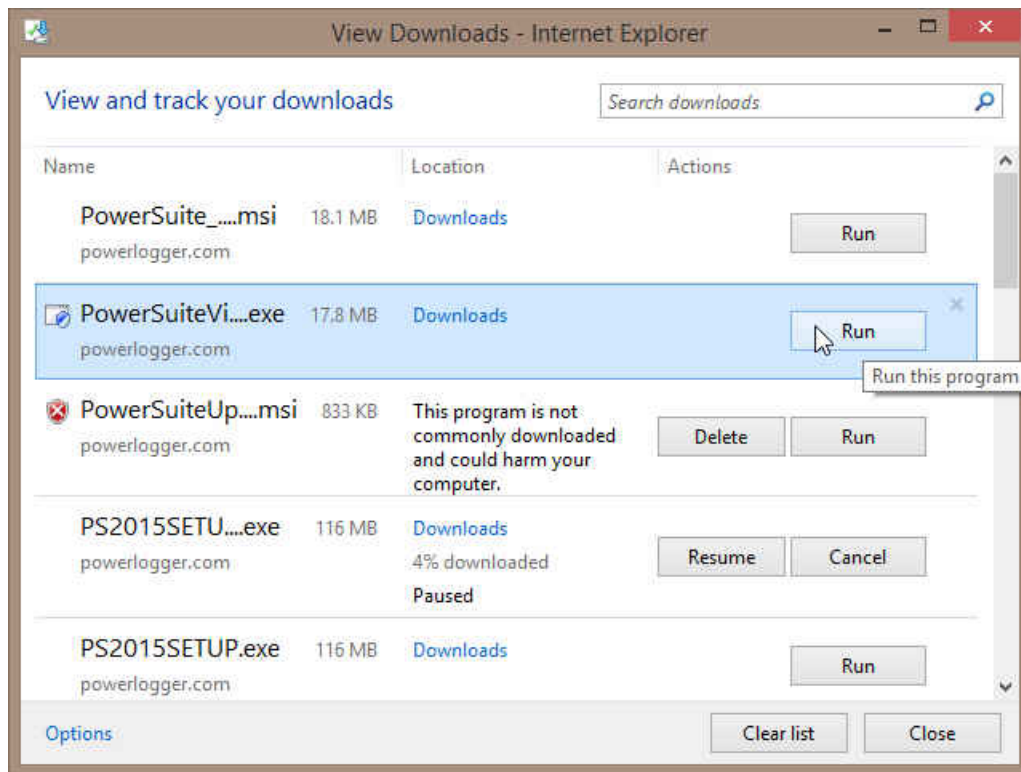 View Downloads - Internet Explorer
View and track your downloads
Search downloads
Name Location Actions
PowerSuite_....msi 18.1 MB Downloads
Run
powerlogger.com
PowerSuiteVi....exe 17.8 MB Downloads
Run
powerlogger.com
Run this program
PowerSuiteUp....msi 833 KB This program is not
commonly downloaded
and could harm your
computer.
Delete Run
powerlogger.com
PS2015SETU....exe 116 MB Downloads
powerlogger.com 4% downloaded
Paused
Resume Cancel
PS2015SETUP.exe 116 MB Downloads
Run
powerlogger.com
Options Clear list Close